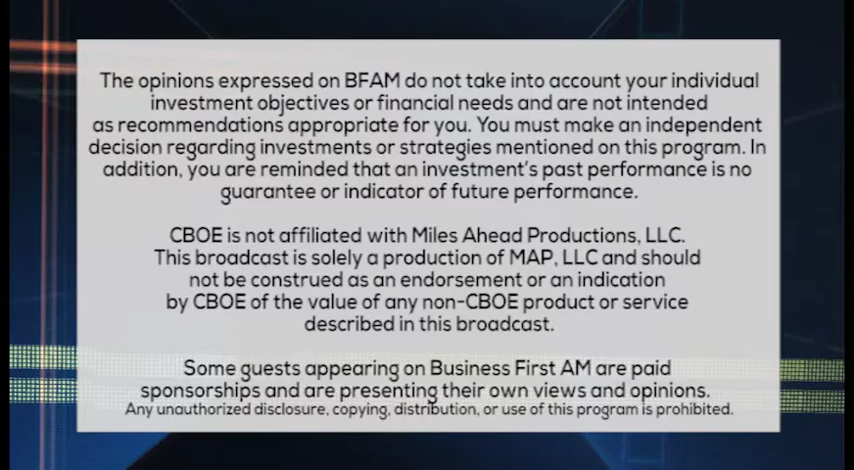 The opinions expressed on BFAM do not take into account your individual
investment objectives or financial needs and are not intended
as recommendations appropriate for you. You must make an independent
decision regarding investments or strategies mentioned on this program. In
addition, you are reminded that an investment's past performance is no
guarantee or indicator of future performance.
CBOE is not affiliated with Miles Ahead Productions, LLC.
This broadcast is solely a production of MAP, LLC and should
not be construed as an endorsement or an indication
by CBOE of the value of any non-CBOE product or service
described in this broadcast.
Some guests appearing on Business First AM are paid
sponsorships and are presenting their own views and opinions.
Any unauthorized disclosure, copying, distribution, or use of this program is prohibited.